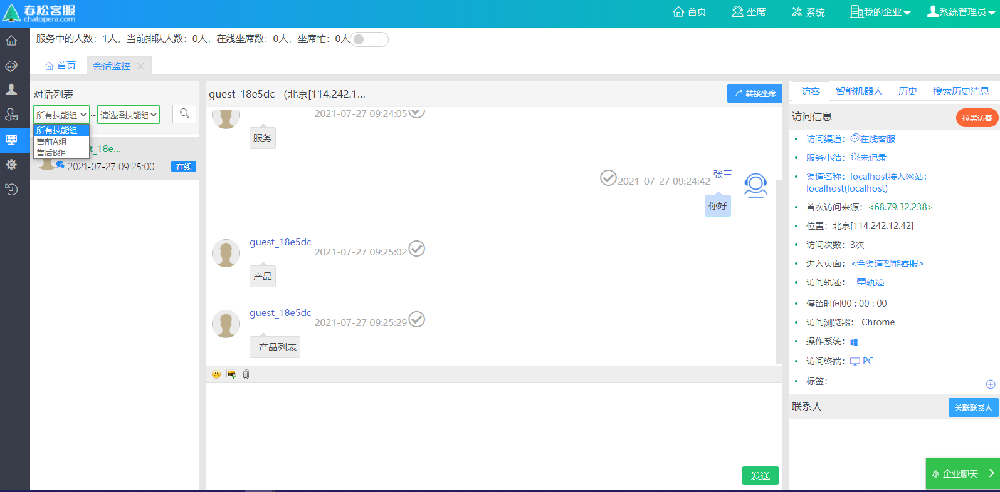 春松客服
chatopera.com
首页
坐席
系统
我的企业
系统管理员
服务中的人数：1人，当前排队人数：0人，在线坐席数：0人，坐席忙：0人
首页
会话监控
对话列表
所有技能组
~
请选择技能组
所有技能组
售前A组
售后B组
t_18e...
2021-07-27 09:25:00
在线
guest_18e5dc （北京[114.242.1...
转接坐席
2021-07-27 09:24:05
服务
2021-07-27 09:24:42
张三
你好
guest_18e5dc
2021-07-27 09:25:02
产品
guest_18e5dc
2021-07-27 09:25:29
产品列表
发送
访客
智能机器人
历史
搜索历史消息
访问信息
拉黑访客
访问渠道：在线客服
服务小结：未记录
渠道名称：localhost接入网站：
localhost(localhost)
首次访问来源：<68.79.32.238>
位置：北京[114.242.12.42]
访问次数：3次
进入页面：<全渠道智能客服>
访问轨迹：轨迹
停留时间00 : 00 : 00
访问浏览器： Chrome
操作系统：
访问终端：PC
标签：
联系人
关联联系人
企业聊天